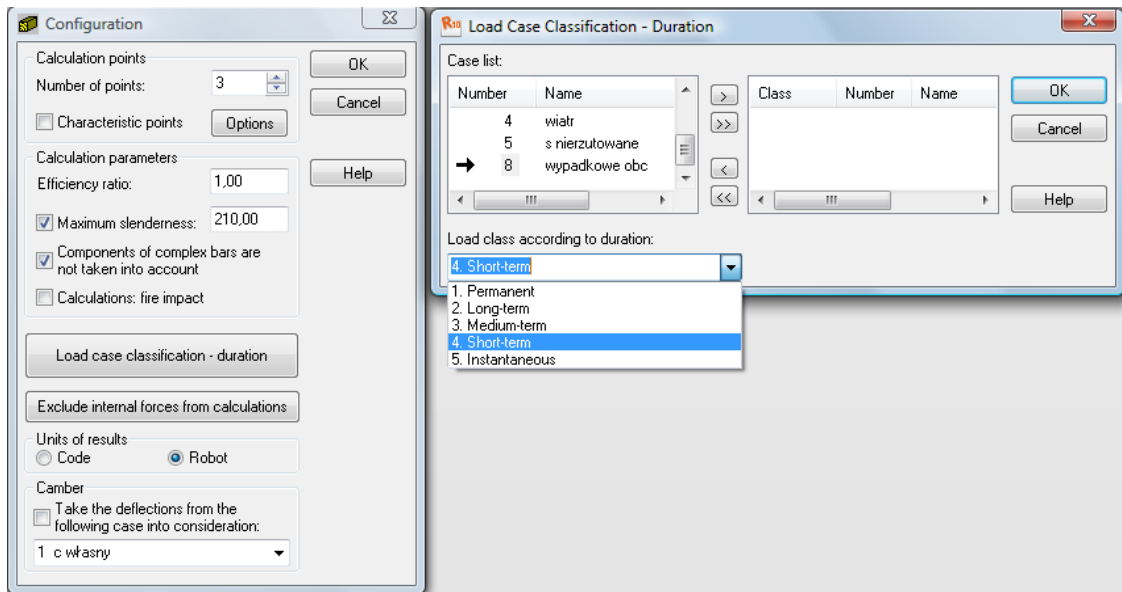 Configuration
Calculation points
Number of points: 3
Characteristic points Options
Calculation parameters
Efficiency ratio: 1,00
Maximum slenderness: 210,00
Components of complex bars are
not taken into account
Calculations: fire impact
Load case classification - duration
Exclude internal forces from calculations
Units of results
Code Robot
Camber
Take the deflections from the
following case into consideration:
1 c własny
OK
Cancel
Help
R10 Load Case Classification - Duration
Case list:
Number Name
4 wiatr
5 s nierzutowane
8 wypadkowe obc
>
>>
<
<<
Class Number Name
OK
Cancel
Help
Load class according to duration:
4. Short-term
1. Permanent
2. Long-term
3. Medium-term
4. Short-term
5. Instantaneous